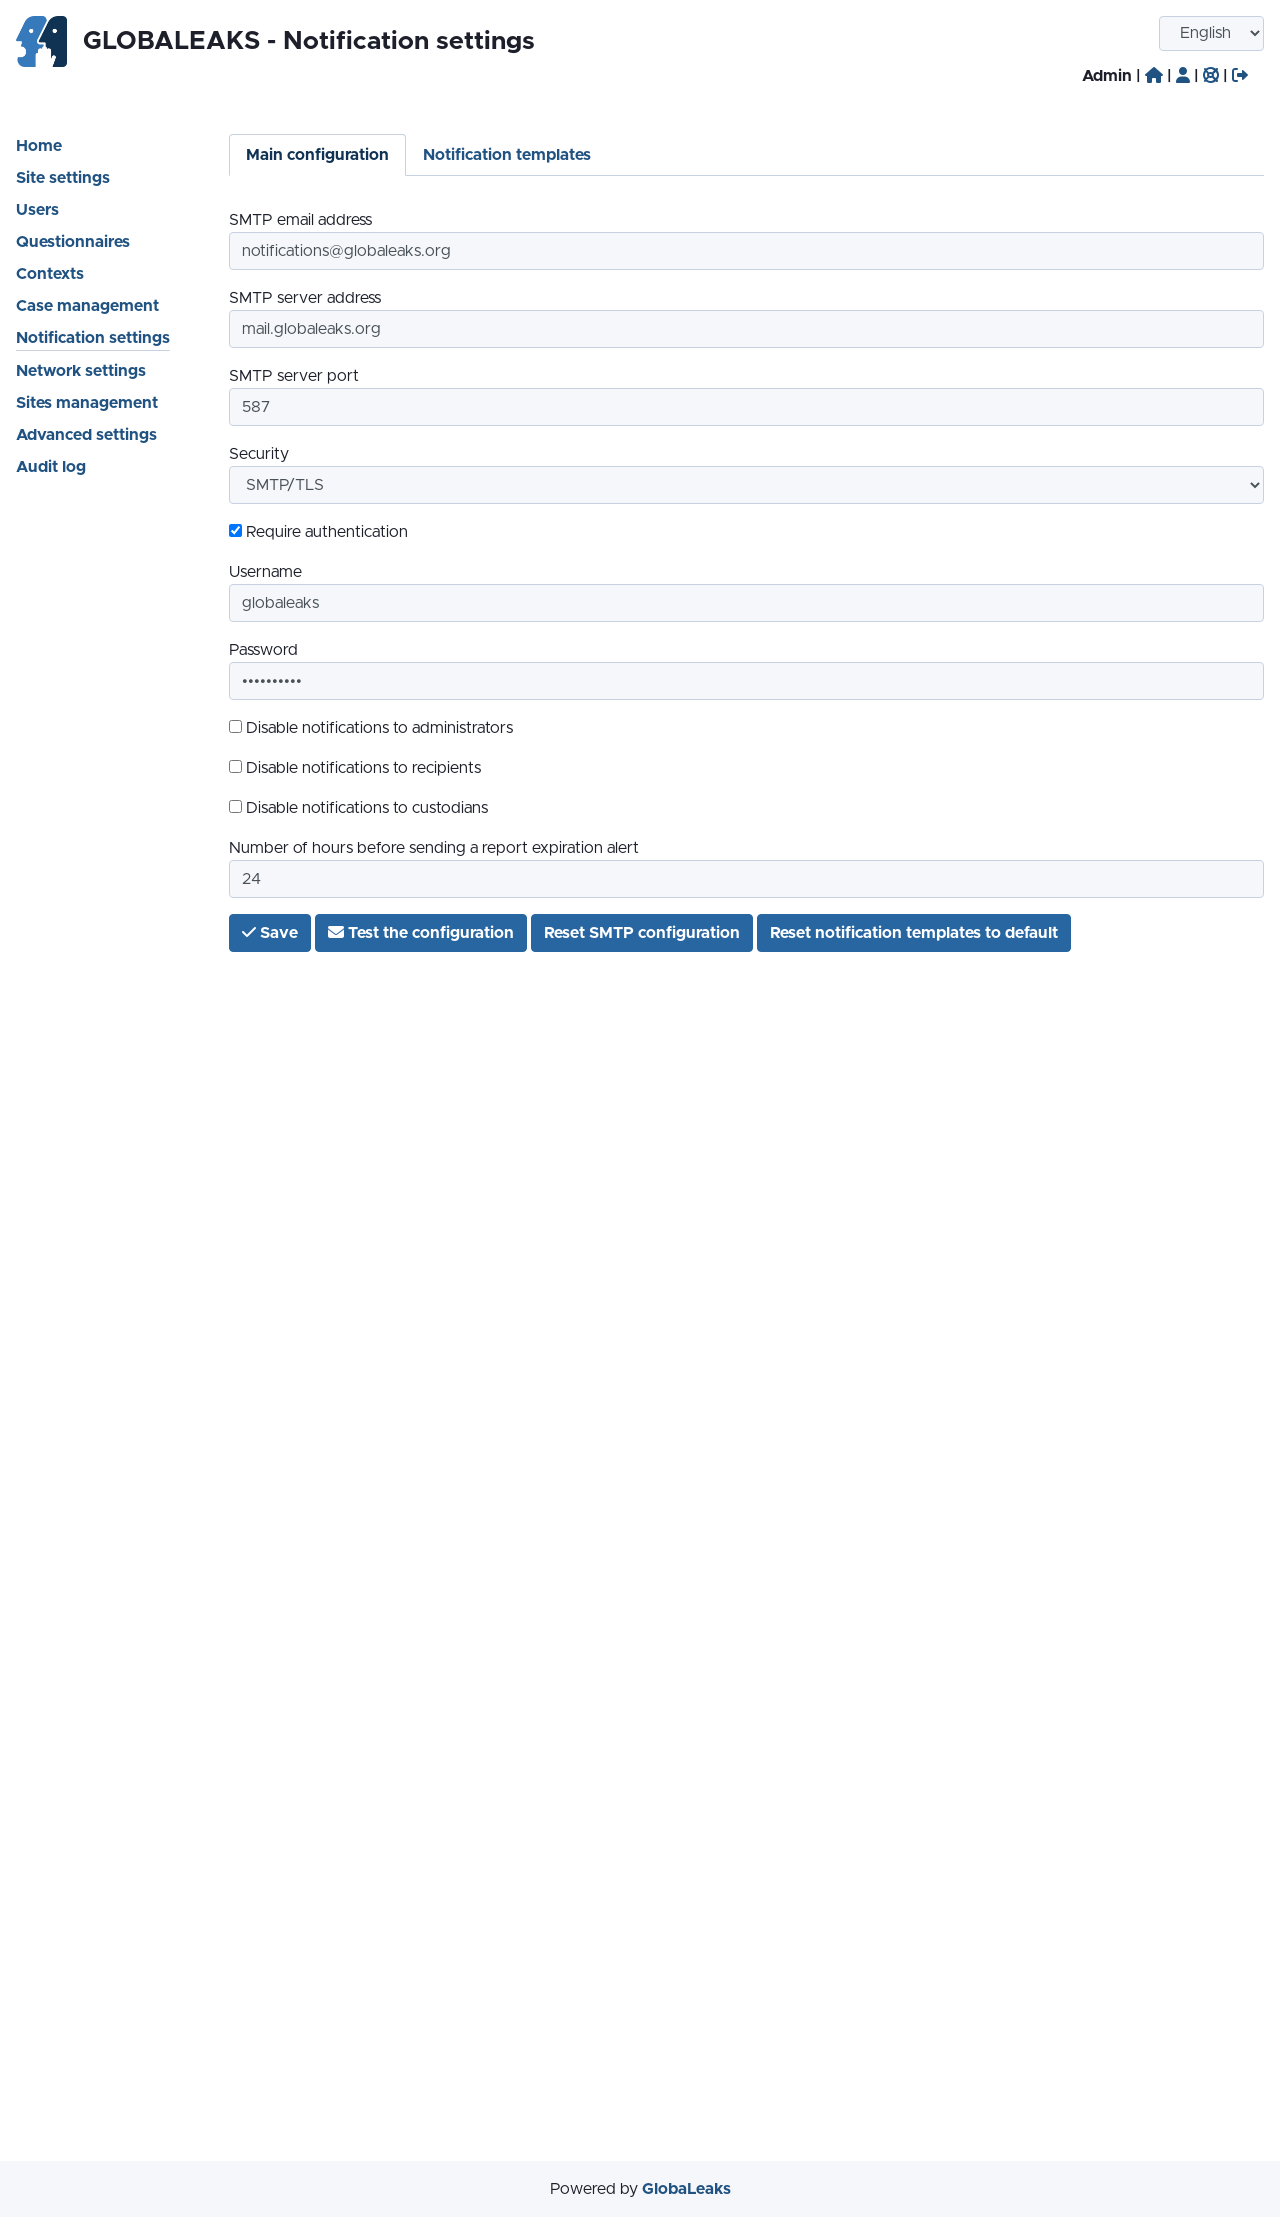 GLOBALEAKS - Notification settings
English
Admin | | | |
Home
Site settings
Users
Questionnaires
Contexts
Case management
Notification settings
Network settings
Sites management
Advanced settings
Audit log
Main configuration
Notification templates
SMTP email address
notifications@globaleaks.org
SMTP server address
mail.globaleaks.org
SMTP server port
587
Security
SMTP/TLS
Require authentication
Username
globaleaks
Password
••••••••••
Disable notifications to administrators
Disable notifications to recipients
Disable notifications to custodians
Number of hours before sending a report expiration alert
24
Save
Test the configuration
Reset SMTP configuration
Reset notification templates to default
Powered by GlobaLeaks